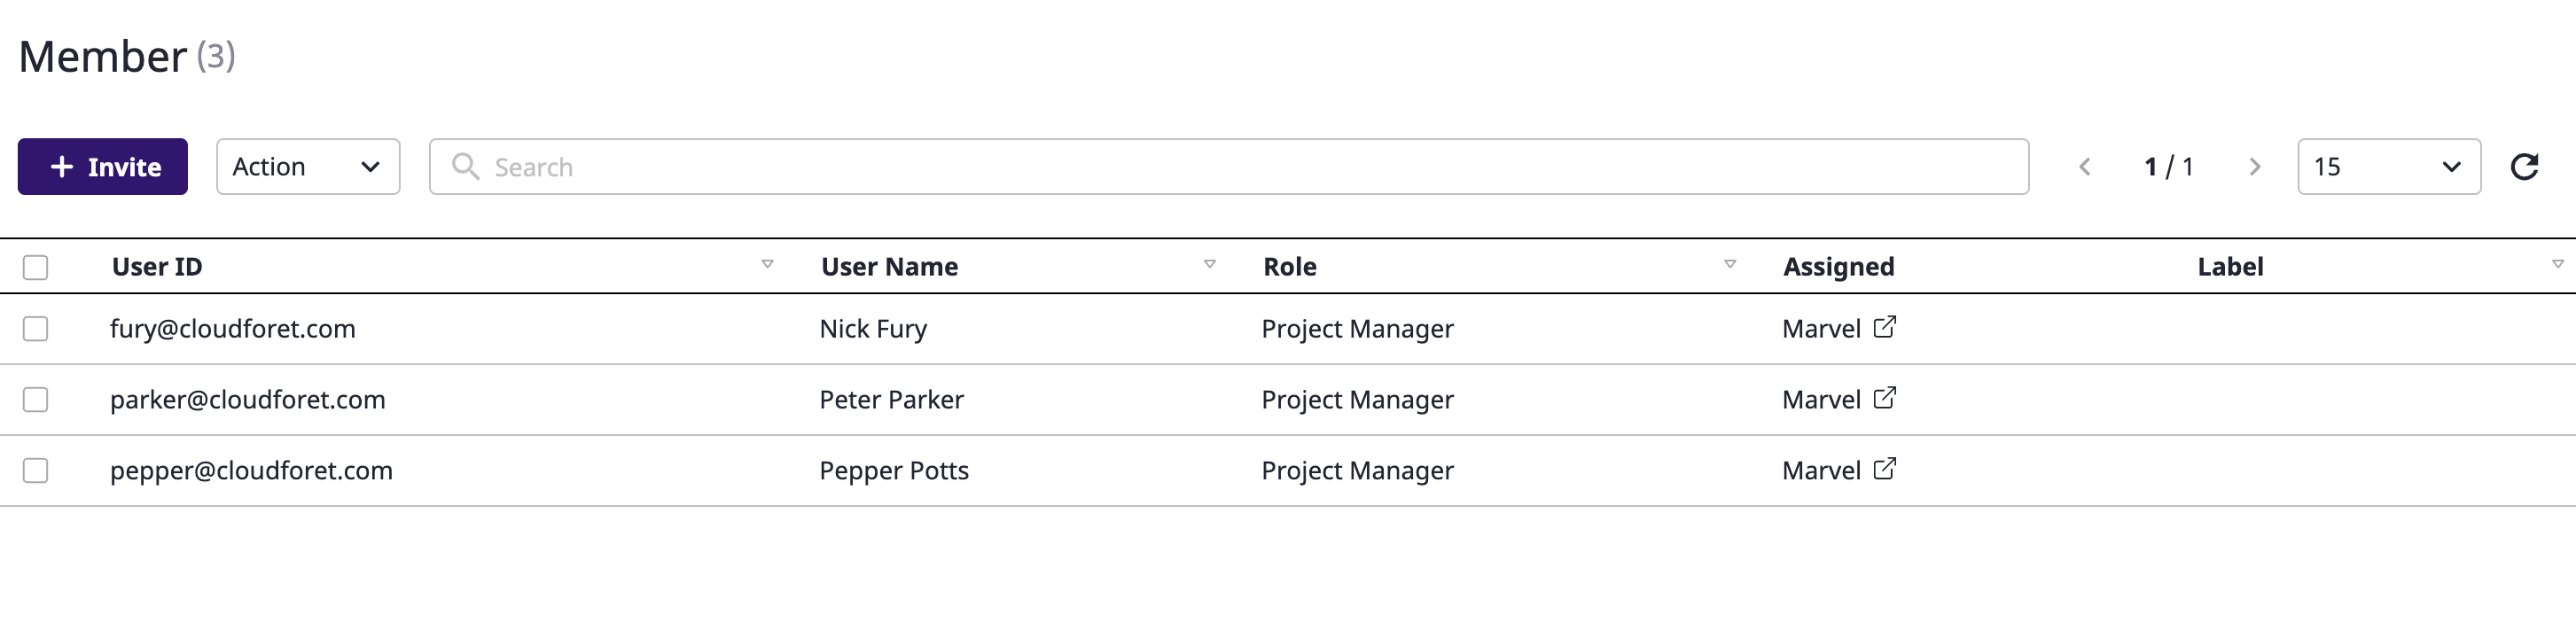 Member (3)
+ Invite Action Search 1 / 1 15
User ID User Name Role Assigned Label
fury@cloudforet.com Nick Fury Project Manager Marvel
parker@cloudforet.com Peter Parker Project Manager Marvel
pepper@cloudforet.com Pepper Potts Project Manager Marvel